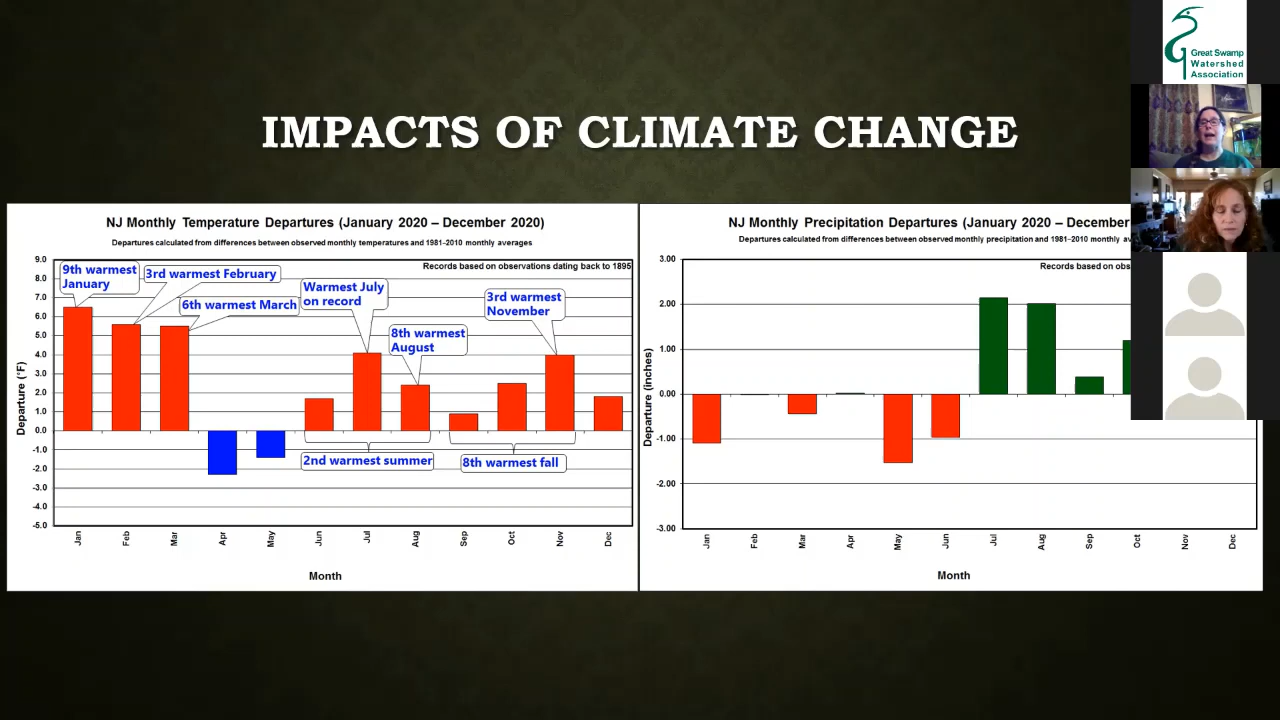 IMPACTS OF CLIMATE CHANGE
Great Swamp
Watershed
Association
NJ Monthly Temperature Departures (January 2020 – December 2020)
Departures calculated from differences between observed monthly temperatures and 1981–2010 monthly averages
Records based on observations dating back to 1895
9th warmest
January
3rd warmest February
6th warmest March
Warmest July
on record
8th warmest
August
3rd warmest
November
2nd warmest summer
8th warmest fall
Departure (°F)
9.0
8.0
7.0
6.0
5.0
4.0
3.0
2.0
1.0
0.0
-1.0
-2.0
-3.0
-4.0
-5.0
Jan
Feb
Mar
Apr
May
Jun
Jul
Aug
Sep
Oct
Nov
Dec
Month
NJ Monthly Precipitation Departures (January 2020 – December
Departures calculated from differences between observed monthly precipitation and 1981–2010 monthly
Records based on
Departure (inches)
3.00
2.00
1.00
0.00
-1.00
-2.00
-3.00
Jan
Feb
Mar
Apr
May
Jun
Jul
Aug
Sep
Oct
Nov
Dec
Month